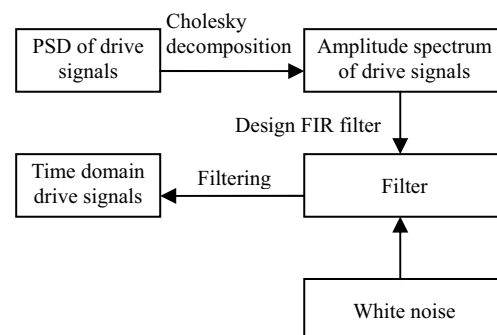 PSD of drive
signals
Cholesky
decomposition
Amplitude spectrum
of drive signals
Design FIR filter
Time domain
drive signals
Filtering
Filter
White noise